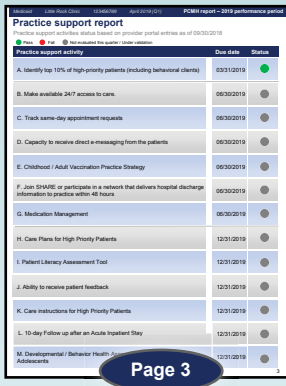 Medicaid Little Rock Clinic 123456789 April 2019 (Q1) PCMH report – 2019 performance period
Practice support report
Practice support activities status based on provider portal entries as of 09/30/2018
Pass Fail Not evaluated this quarter / Under validation
Practice support activity Due date Status
A. Identify top 10% of high-priority patients (including behavioral clients) 03/31/2019
B. Make available 24/7 access to care. 06/30/2019
C. Track same-day appointment requests 06/30/2019
D. Capacity to receive direct e-messaging from the patients 06/30/2019
E. Childhood / Adult Vaccination Practice Strategy 06/30/2019
F. Join SHARE or participate in a network that delivers hospital discharge
information to practice within 48 hours 06/30/2019
G. Medication Management 06/30/2019
H. Care Plans for High Priority Patients 12/31/2019
I. Patient Literacy Assessment Tool 12/31/2019
J. Ability to receive patient feedback 12/31/2019
K. Care instructions for High Priority Patients 12/31/2019
L. 10-day Follow up after an Acute Inpatient Stay 12/31/2019
M. Developmental / Behavior Health
Adolescents 12/31/2019
Page 3
3